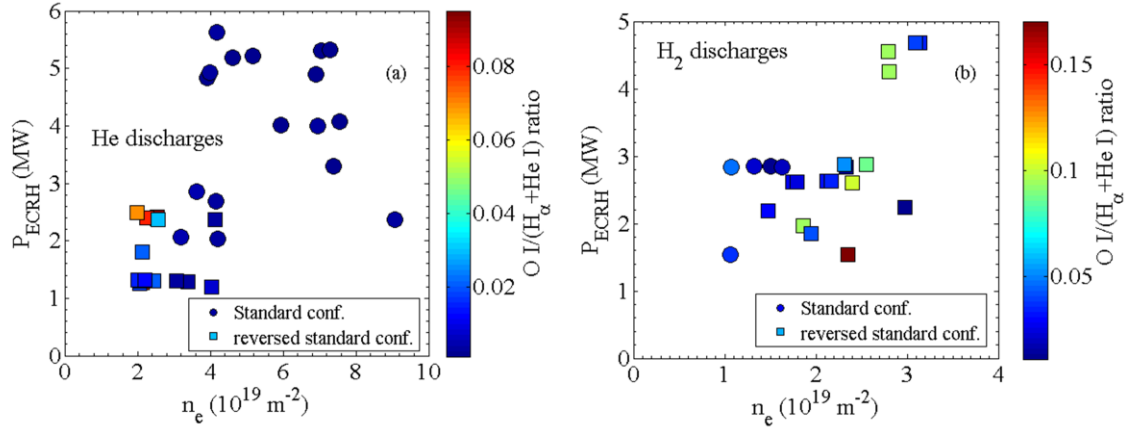 6
5
4
3
2
1
0
P_ECRH (MW)
(a)
He discharges
Standard conf.
reversed standard conf.
0 2 4 6 8 10
n_e (10^19 m^-2)
0.08
0.06
0.04
0.02
O I/(H_α+He I) ratio
5
4
3
2
1
0
P_ECRH (MW)
H_2 discharges
(b)
Standard conf.
reversed standard conf.
0 1 2 3 4
n_e (10^19 m^-2)
0.15
0.1
0.05
O I/(H_α+He I) ratio